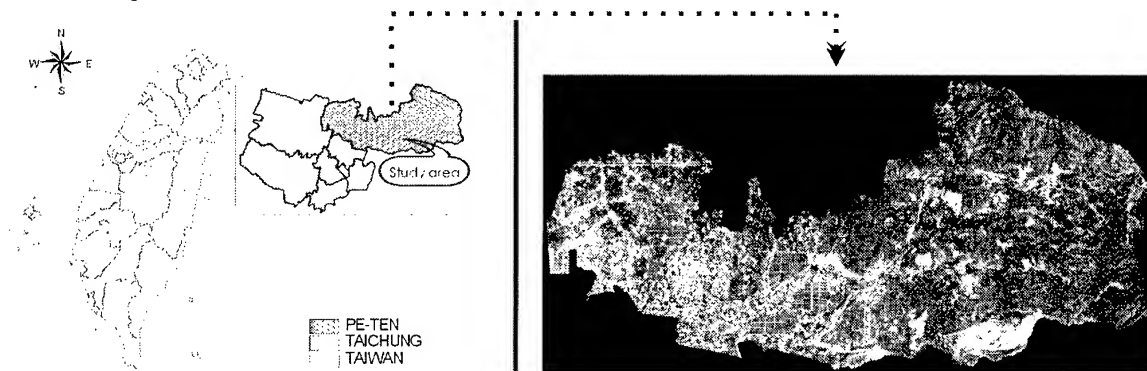 N
W E
S
Study area
PE-TEN
TAICHUNG
TAIWAN